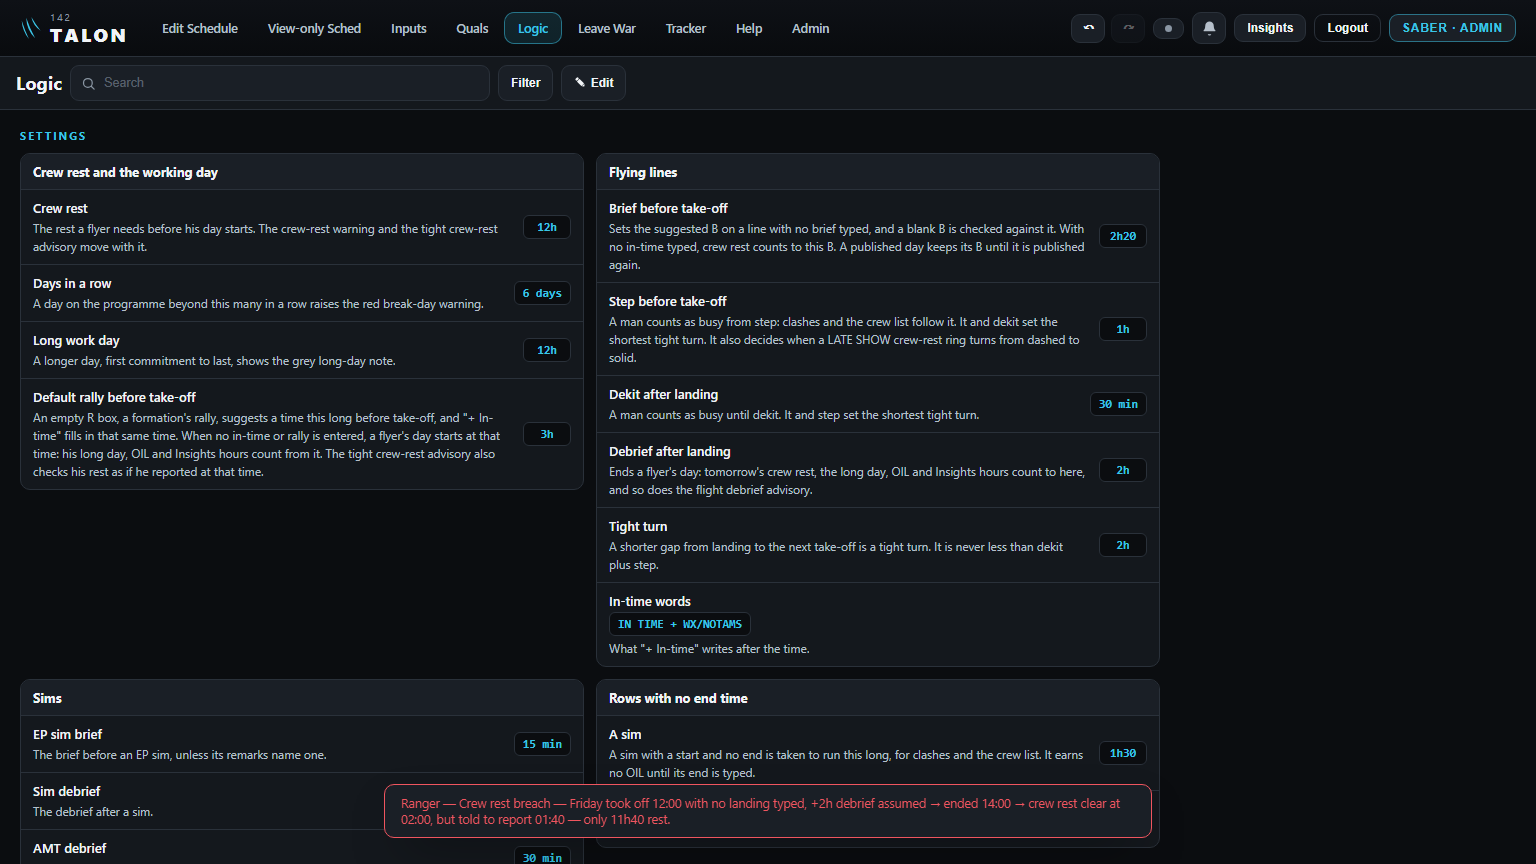 142
TALON
Edit Schedule
View-only Sched
Inputs
Quals
Logic
Leave War
Tracker
Help
Admin
Insights
Logout
SABER · ADMIN
Logic
Search
Filter
Edit
SETTINGS
Crew rest and the working day
Crew rest
The rest a flyer needs before his day starts. The crew-rest warning and the tight crew-rest
advisory move with it.
12h
Days in a row
A day on the programme beyond this many in a row raises the red break-day warning.
6 days
Long work day
A longer day, first commitment to last, shows the grey long-day note.
12h
Default rally before take-off
An empty R box, a formation's rally, suggests a time this long before take-off, and "+ In-
time" fills in that same time. When no in-time or rally is entered, a flyer's day starts at that
time: his long day, OIL and Insights hours count from it. The tight crew-rest advisory also
checks his rest as if he reported at that time.
3h
Flying lines
Brief before take-off
Sets the suggested B on a line with no brief typed, and a blank B is checked against it. With
no in-time typed, crew rest counts to this B. A published day keeps its B until it is published
again.
2h20
Step before take-off
A man counts as busy from step: clashes and the crew list follow it. It and dekit set the
shortest tight turn. It also decides when a LATE SHOW crew-rest ring turns from dashed to
solid.
1h
Dekit after landing
A man counts as busy until dekit. It and step set the shortest tight turn.
30 min
Debrief after landing
Ends a flyer's day: tomorrow's crew rest, the long day, OIL and Insights hours count to here,
and so does the flight debrief advisory.
2h
Tight turn
A shorter gap from landing to the next take-off is a tight turn. It is never less than dekit
plus step.
2h
In-time words
IN TIME + WX/NOTAMS
What "+ In-time" writes after the time.
Sims
EP sim brief
The brief before an EP sim, unless its remarks name one.
15 min
Sim debrief
The debrief after a sim.
AMT debrief
30 min
Rows with no end time
A sim
A sim with a start and no end is taken to run this long, for clashes and the crew list. It earns
no OIL until its end is typed.
1h30
Ranger — Crew rest breach — Friday took off 12:00 with no landing typed, +2h debrief assumed → ended 14:00 → crew rest clear at
02:00, but told to report 01:40 — only 11h40 rest.